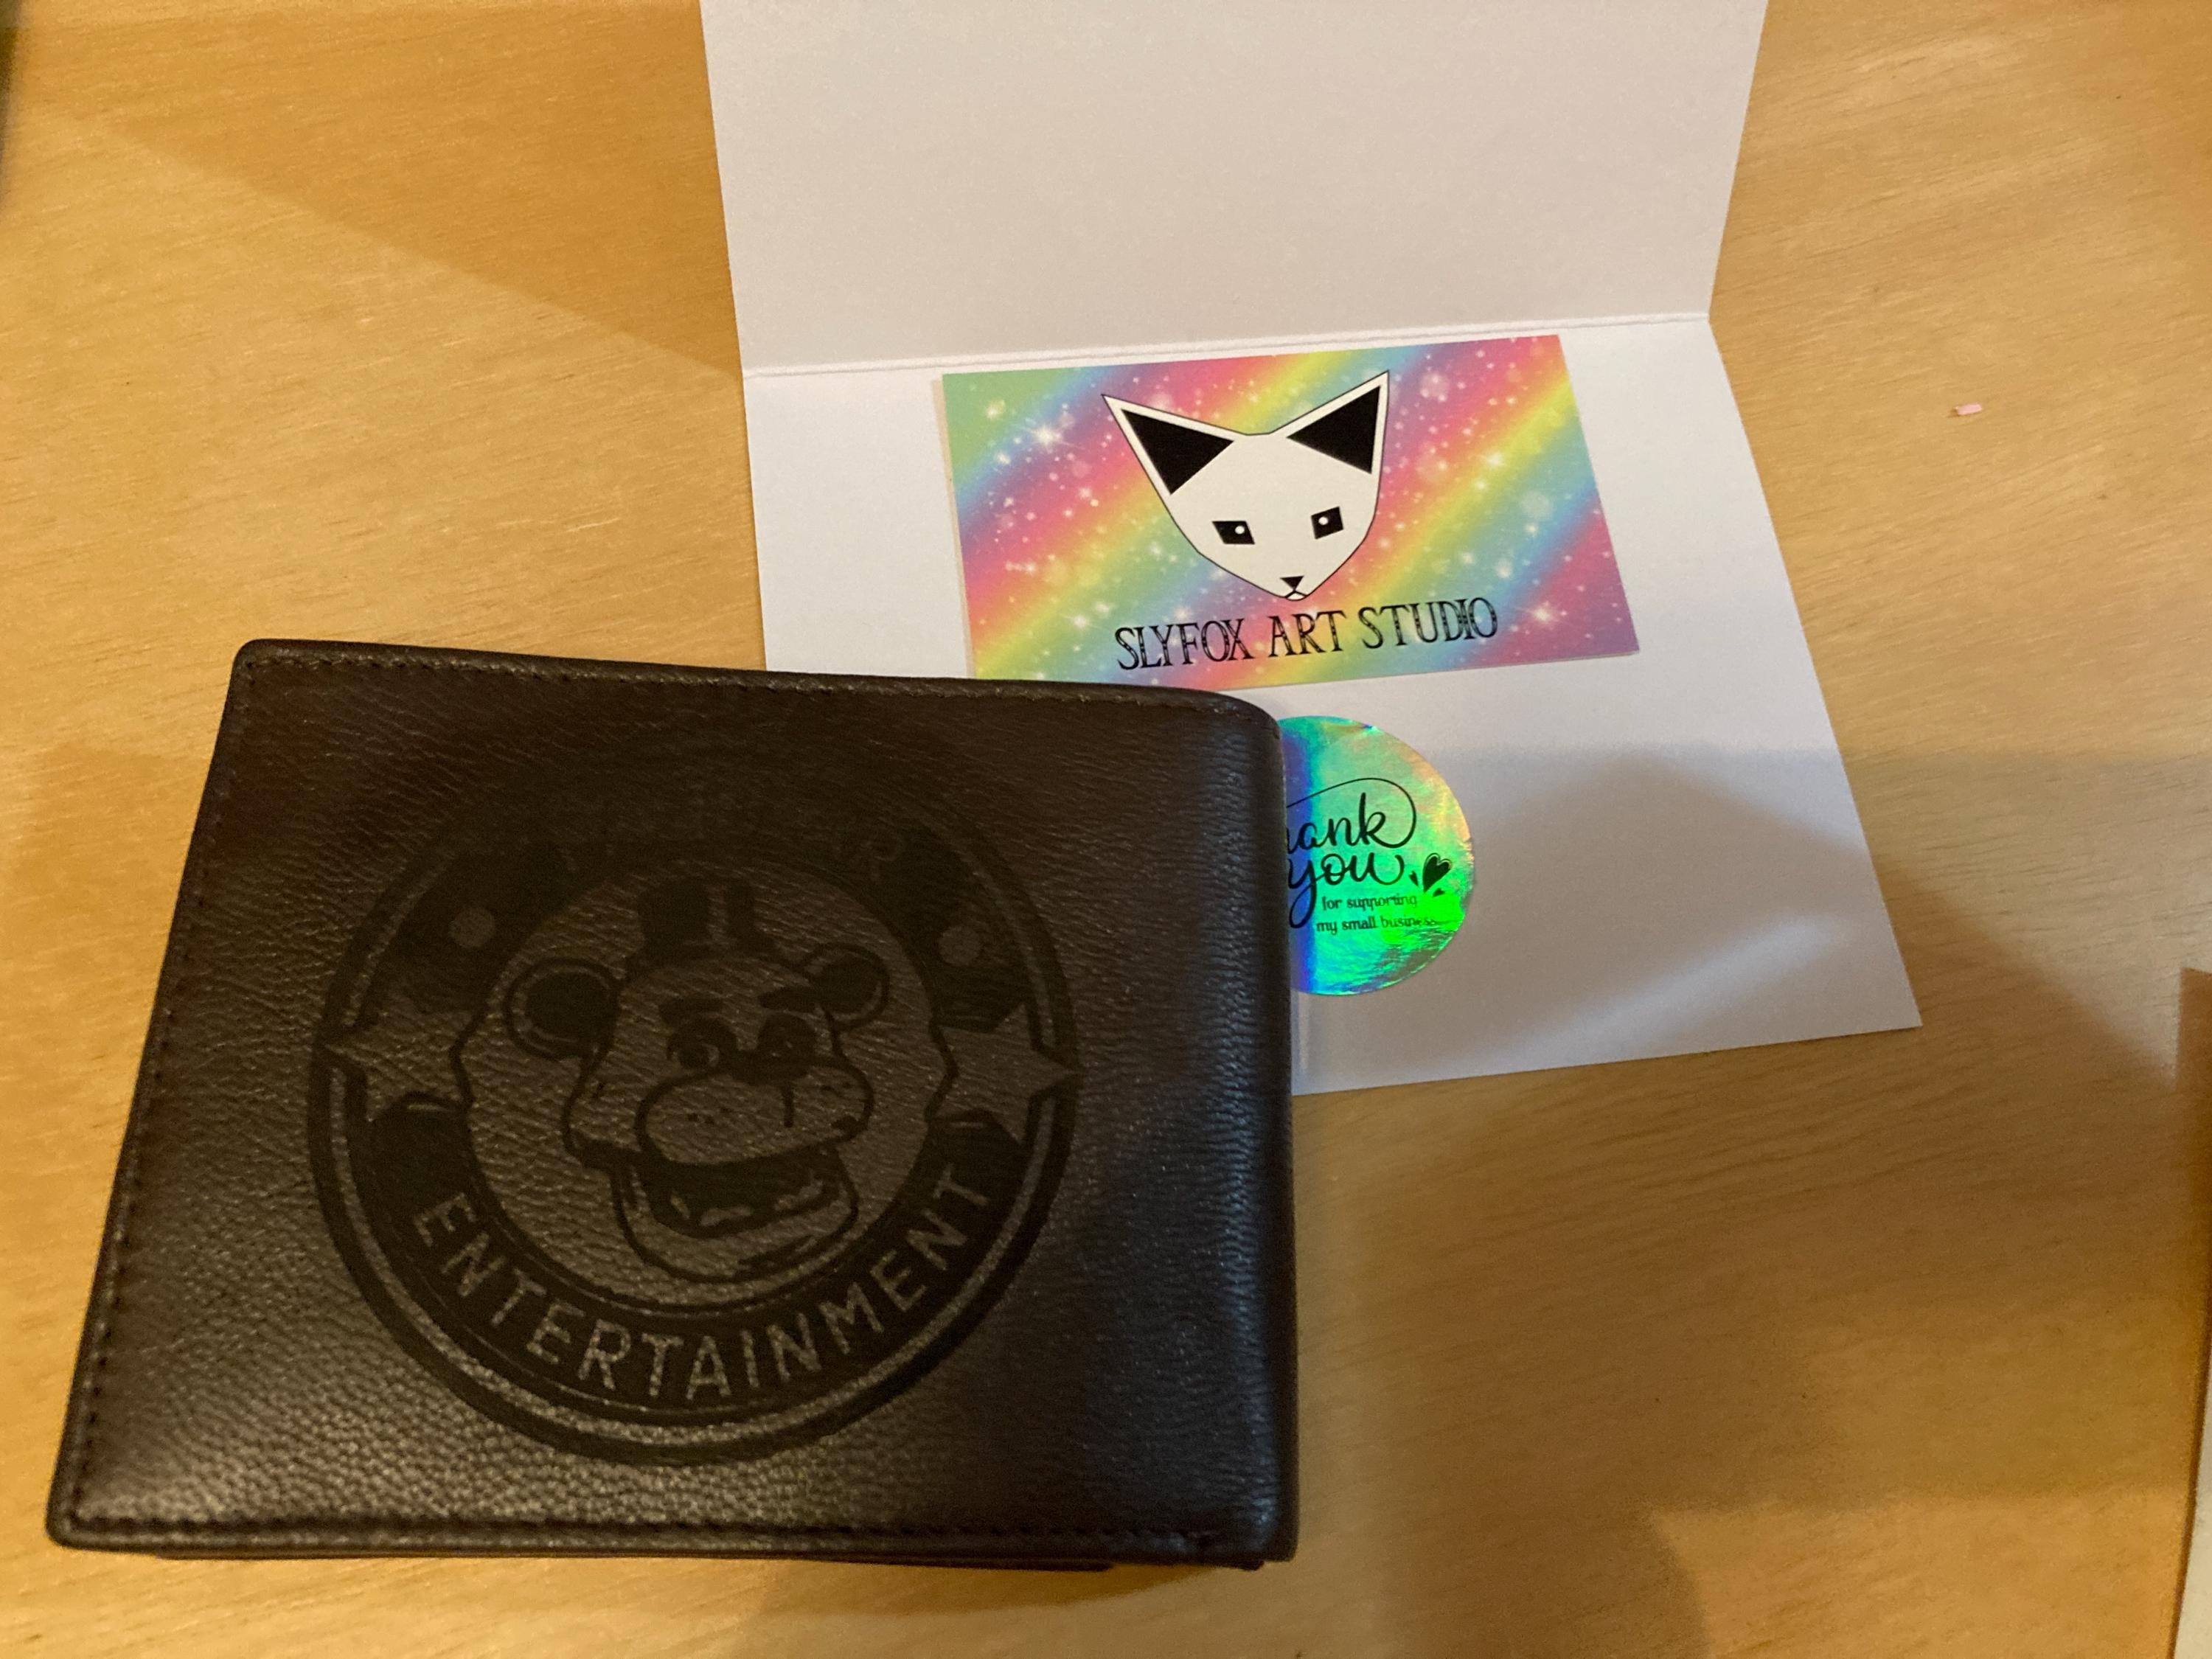 SLYFOX ART STUDIO
you
for supporting
my small business
ENTERTAINMENT